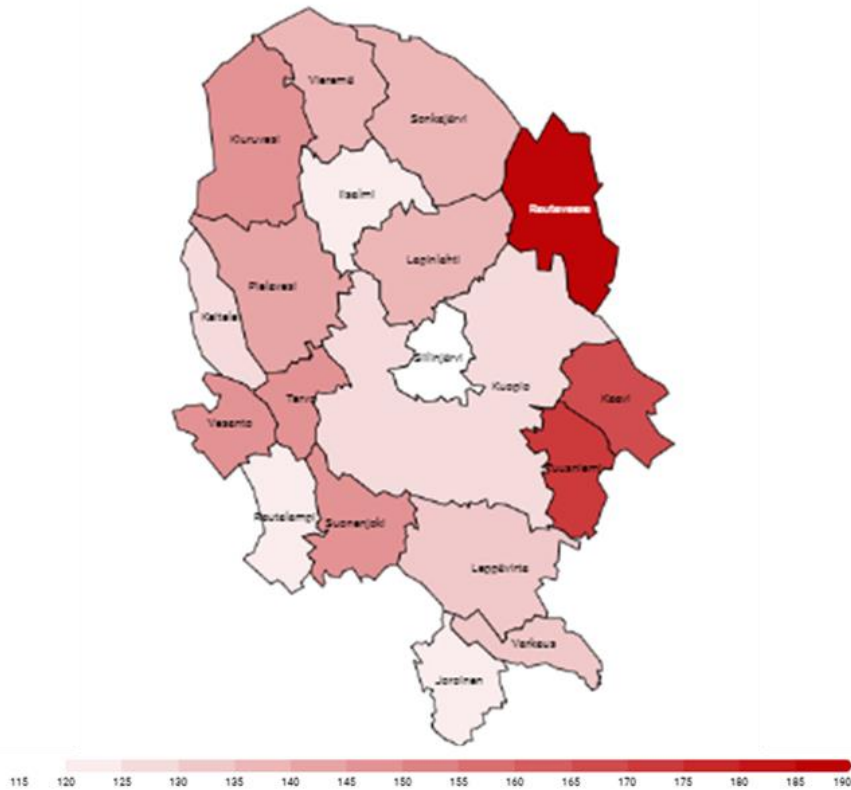 Vieremä
Sonkajärvi
Kiuruvesi
Iisalmi
Rautavaara
Lapinlahti
Pielavesi
Keitele
Siilinjärvi
Kuopio
Kaavi
Tervo
Vesanto
Tuusniemi
Rautalampi
Suonenjoki
Leppävirta
Varkaus
Joroinen
115 120 125 130 135 140 145 150 155 160 165 170 175 180 185 190